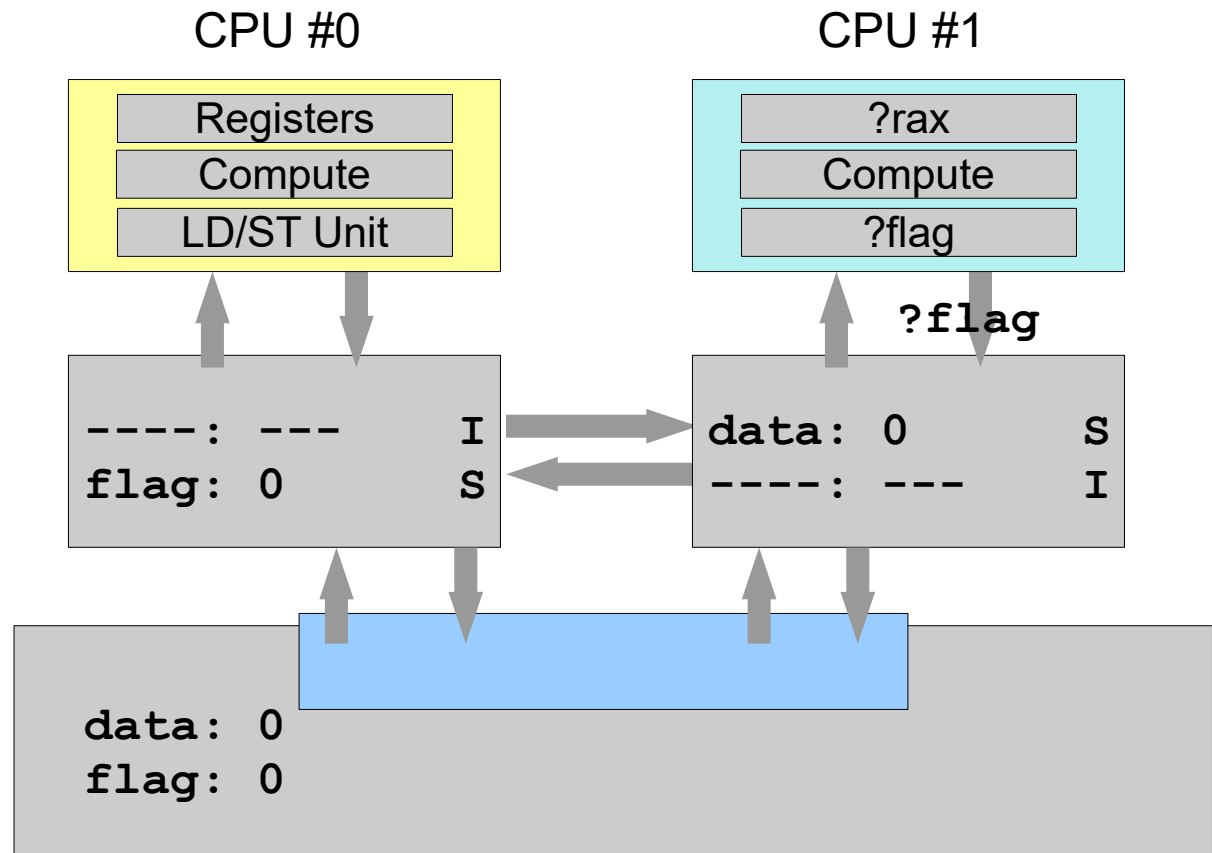 CPU #0 CPU #1
Registers ?rax
Compute Compute
LD/ST Unit ?flag
?flag
----: --- I data: 0 S
flag: 0 S ----: --- I
data: 0
flag: 0